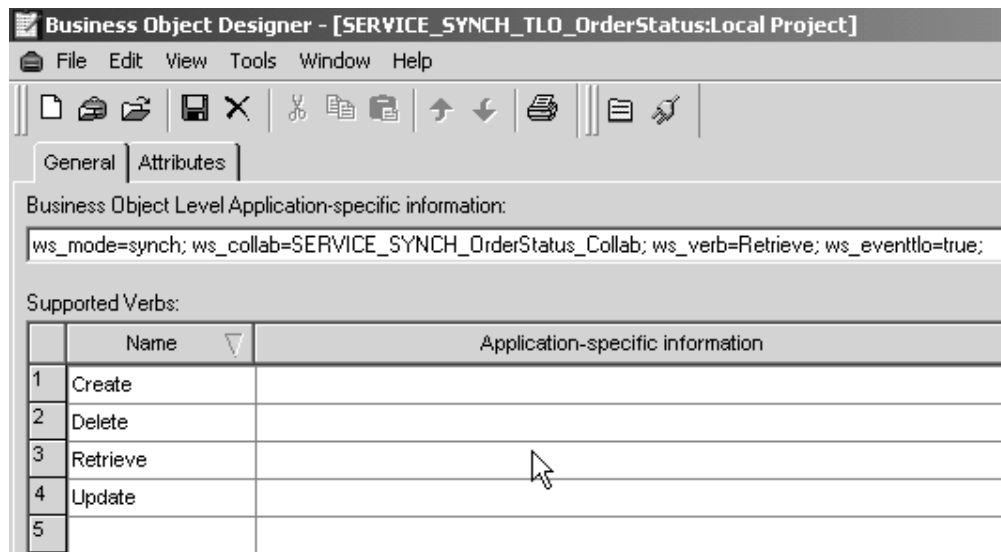 Business Object Designer - [SERVICE_SYNCH_TLO_OrderStatus:Local Project]
File Edit View Tools Window Help
General Attributes
Business Object Level Application-specific information:
ws_mode=synch; ws_collab=SERVICE_SYNCH_OrderStatus_Collab; ws_verb=Retrieve; ws_eventtlo=true;
Supported Verbs:
Name Application-specific information
1 Create
2 Delete
3 Retrieve
4 Update
5